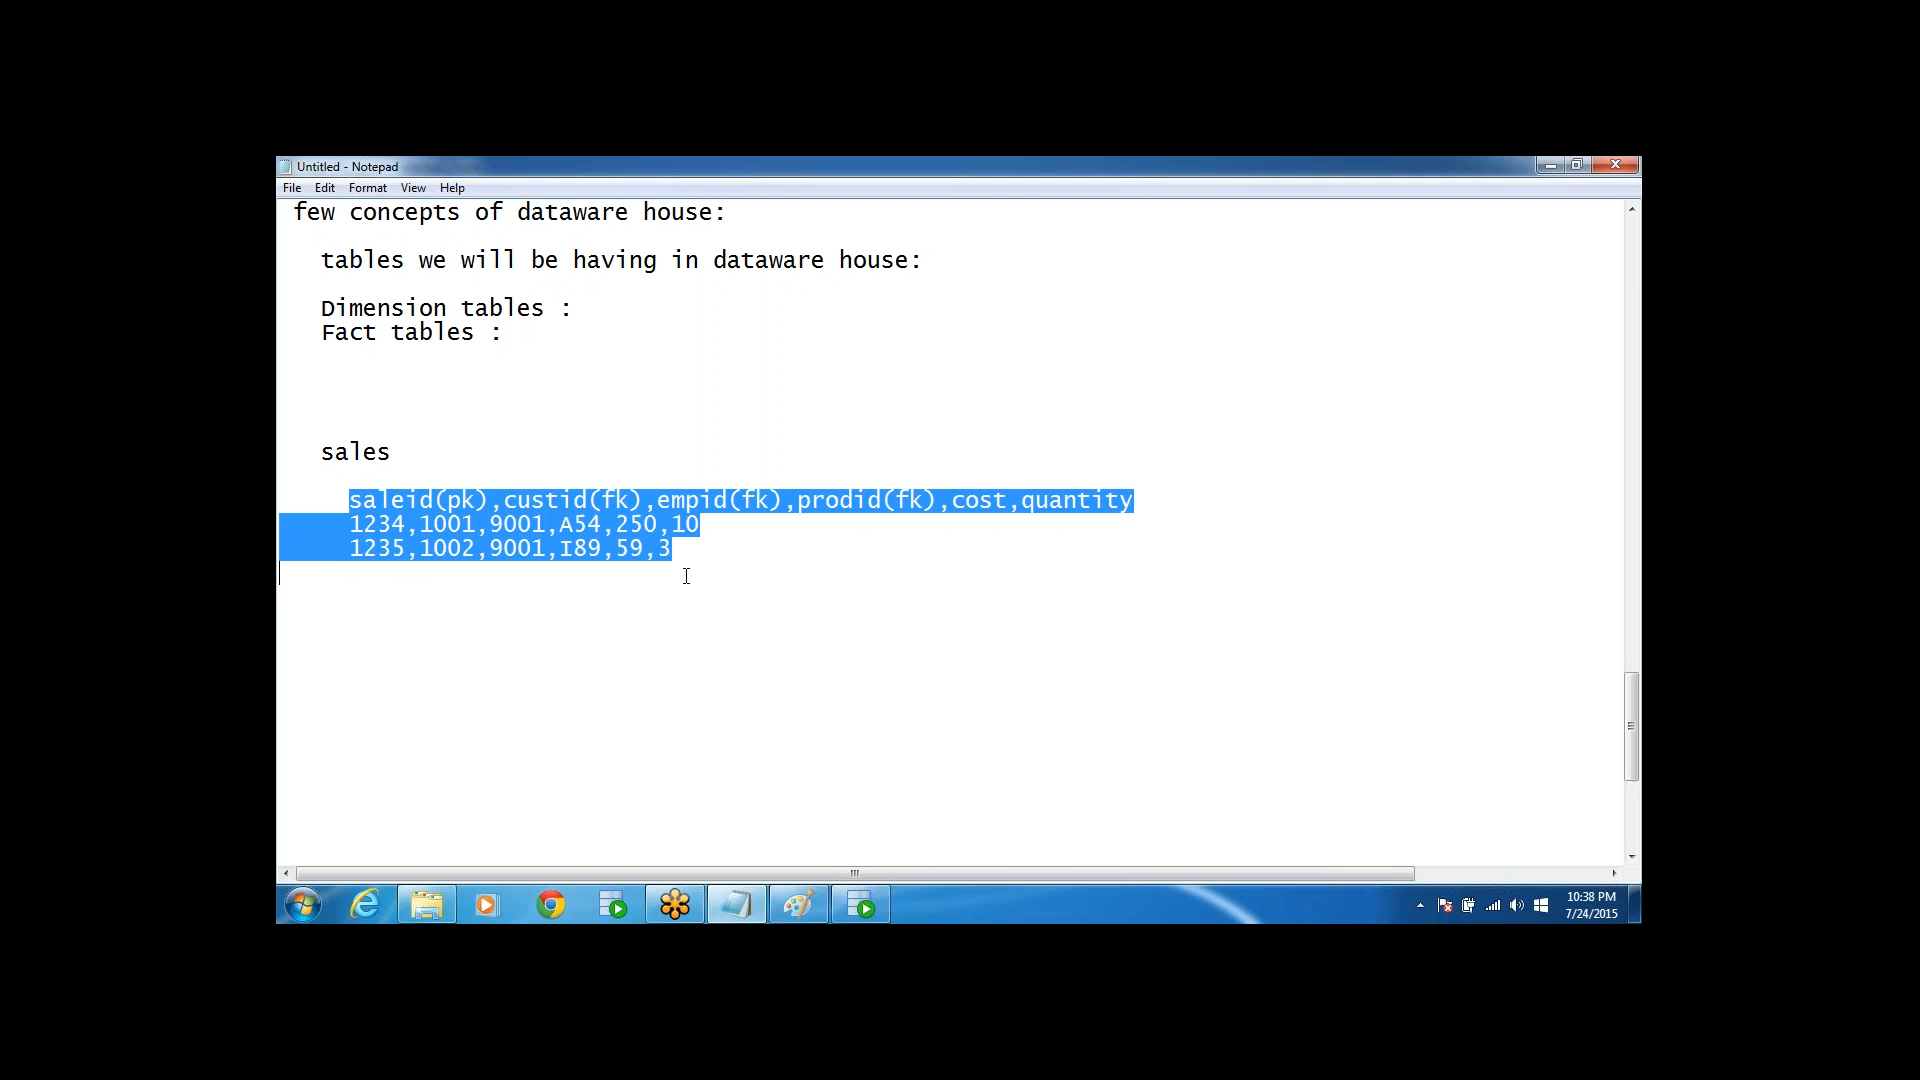 Untitled - Notepad
File Edit Format View Help
few concepts of dataware house:
tables we will be having in dataware house:
Dimension tables :
Fact tables :
sales
saleid(pk),custid(fk),empid(fk),prodid(fk),cost,quantity
1234,1001,9001,A54,250,10
1235,1002,9001,I89,59,3
10:38 PM
7/24/2015